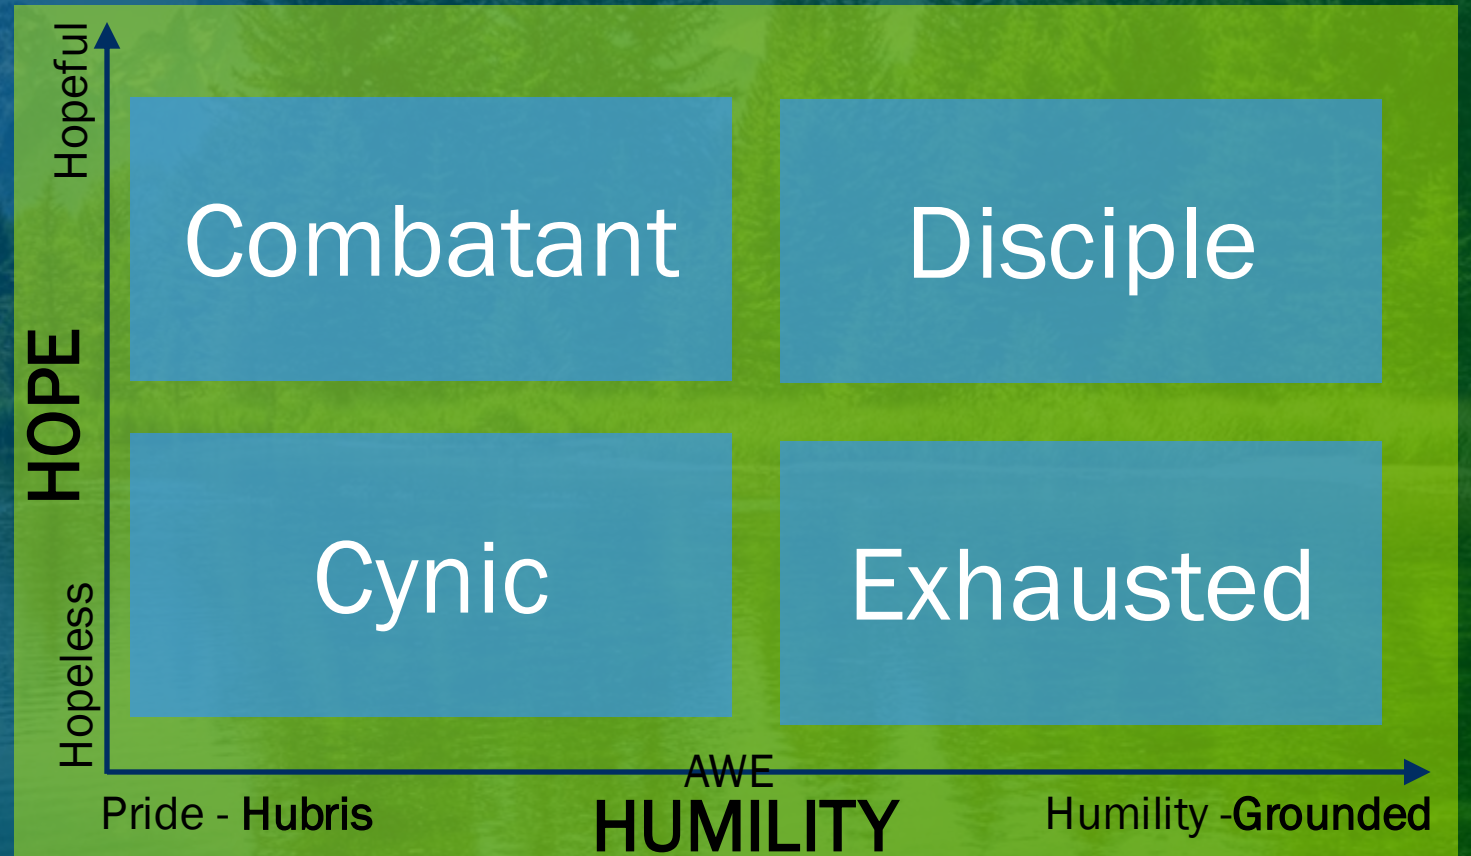 Hopeful
Combatant
Disciple
HOPE
Cynic
Exhausted
Hopeless
AWE
Pride - Hubris
HUMILITY
Humility -Grounded